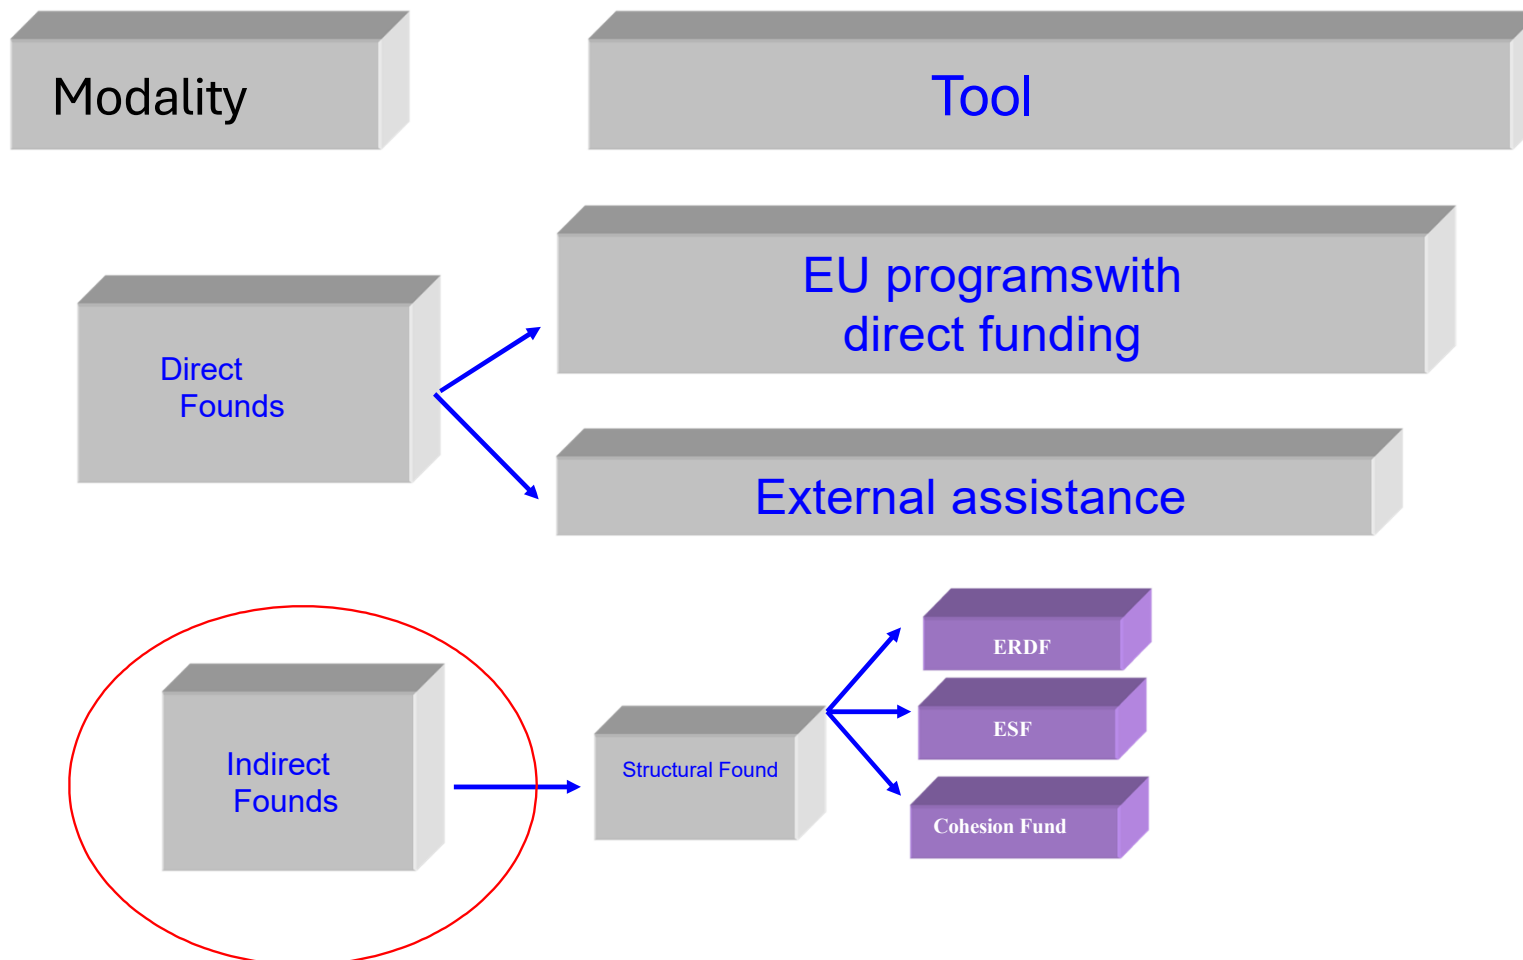 Modality
Tool
EU programswith
direct funding
Direct
Founds
External assistance
ERDF
ESF
Indirect
Founds
Structural Found
Cohesion Fund